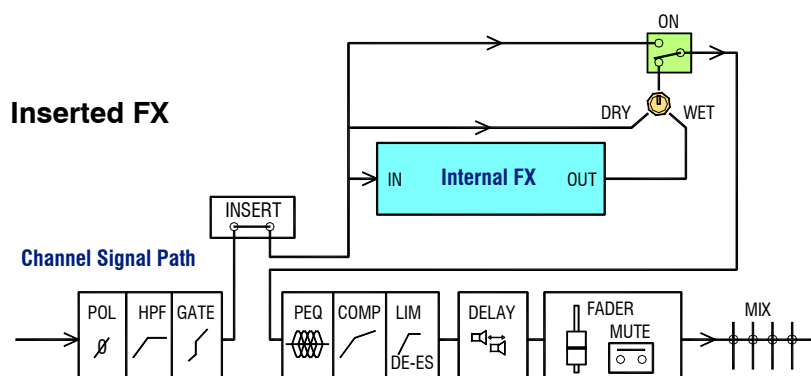 ON
Inserted FX
DRY WET
IN Internal FX OUT
INSERT
Channel Signal Path
POL HPF GATE PEQ COMP LIM DELAY FADER MIX
MUTE
DE-ES